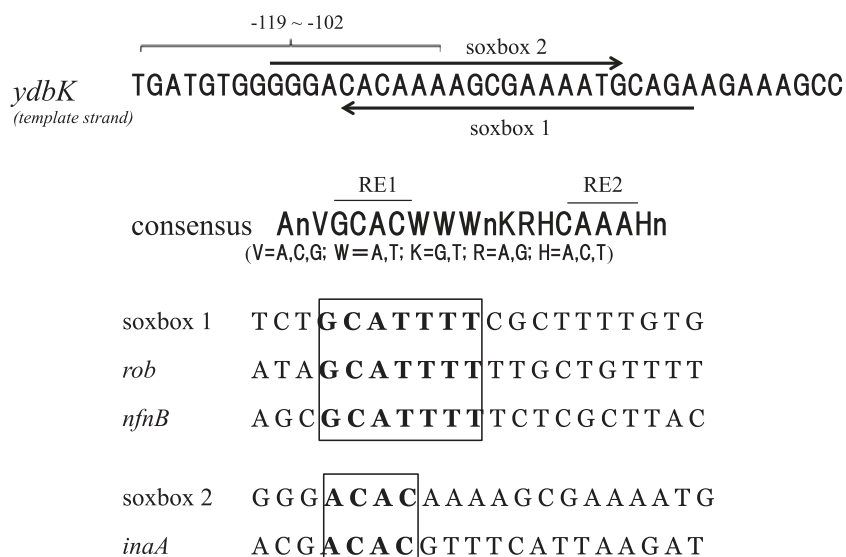 -119 ~ -102
soxbox 2
ydbK TGATGTGGGGGACACAAAAGCGAAAATGCAGAAGAAAGCC
(template strand)
soxbox 1
RE1 RE2
consensus AnVGCACWWWnKRHCAAAHn
(V=A,C,G; W=A,T; K=G,T; R=A,G; H=A,C,T)
soxbox 1 TCTGCATTTTCGCTTTTGTG
rob ATAGCATTTTTTGCTGTTTT
nfnB AGCGCATTTTTCTCGCTTAC
soxbox 2 GGGACACAAAAGCGAAAATG
inaA ACGACACGTTTCATTAAGAT